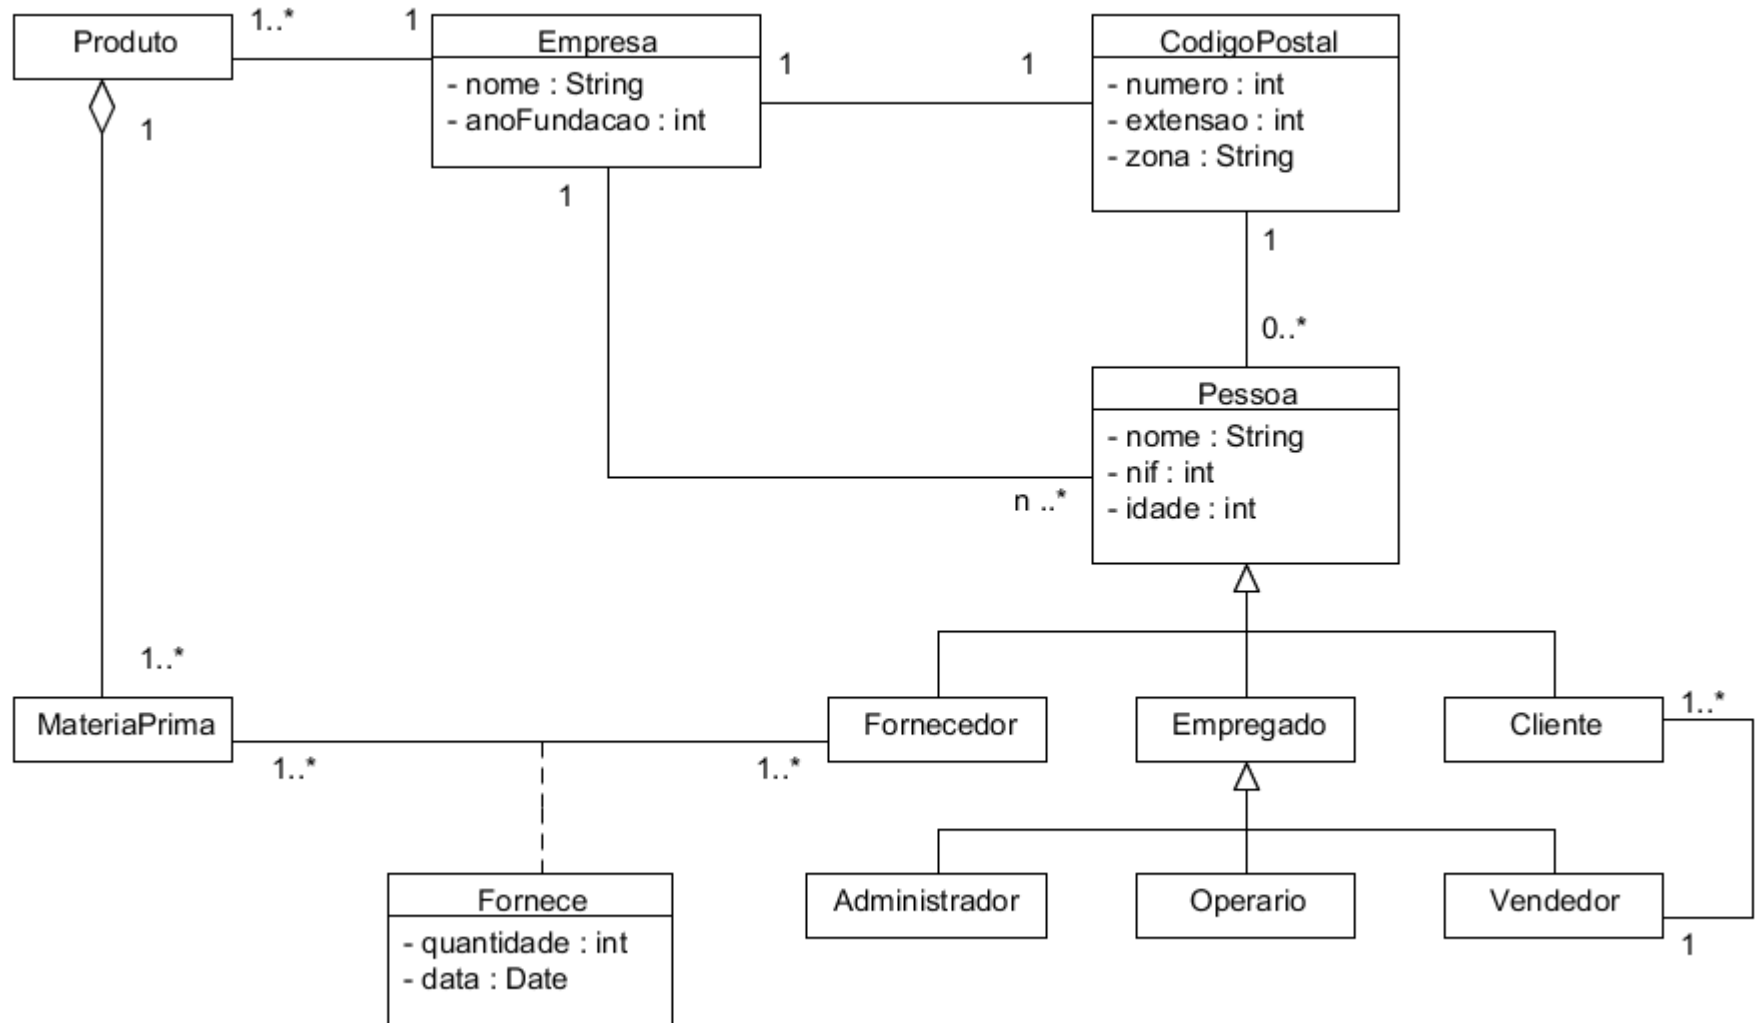 Produto
1..*
1
Empresa
- nome : String
- anoFundacao : int
1
1
CodigoPostal
- numero : int
- extensao : int
- zona : String
1
1
1
0..*
Pessoa
- nome : String
- nif : int
- idade : int
n ..*
1..*
MateriaPrima
1..*
1..*
Fornecedor
Empregado
Cliente
1..*
Fornece
- quantidade : int
- data : Date
Administrador
Operario
Vendedor
1